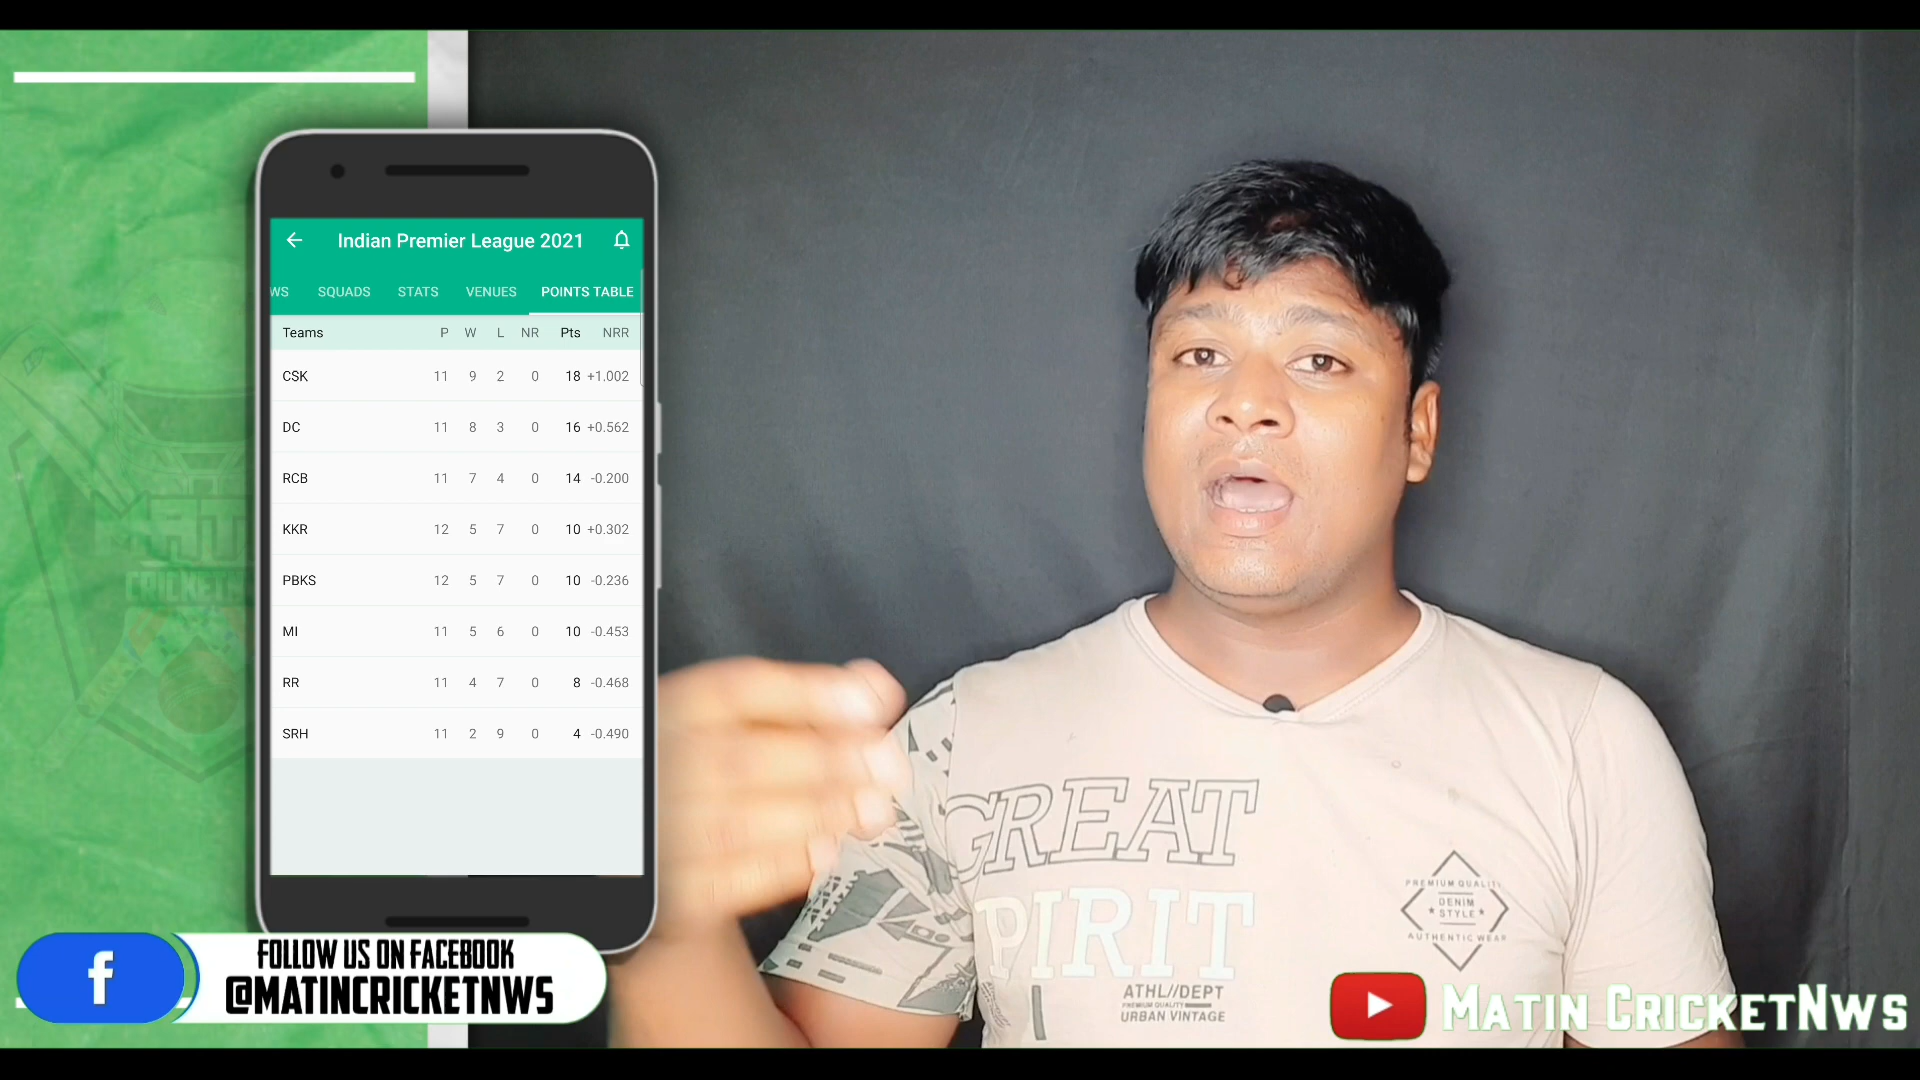 Indian Premier League 2021
WS SQUADS STATS VENUES POINTS TABLE
Teams P W L NR Pts NRR
CSK 11 9 2 0 18 +1.002
DC 11 8 3 0 16 +0.562
RCB 11 7 4 0 14 -0.200
KKR 12 5 7 0 10 +0.302
PBKS 12 5 7 0 10 -0.236
MI 11 5 6 0 10 -0.453
RR 11 4 7 0 8 -0.468
SRH 11 2 9 0 4 -0.490
f
FOLLOW US ON FACEBOOK
@MATINCRICKETNWS
GREAT
PIRIT
ATHL//DEPT
PREMIUM QUALITY
URBAN VINTAGE
PREMIUM QUALITY
DENIM
STYLE
AUTHENTIC WEAR
MATIN CRICKETNWS